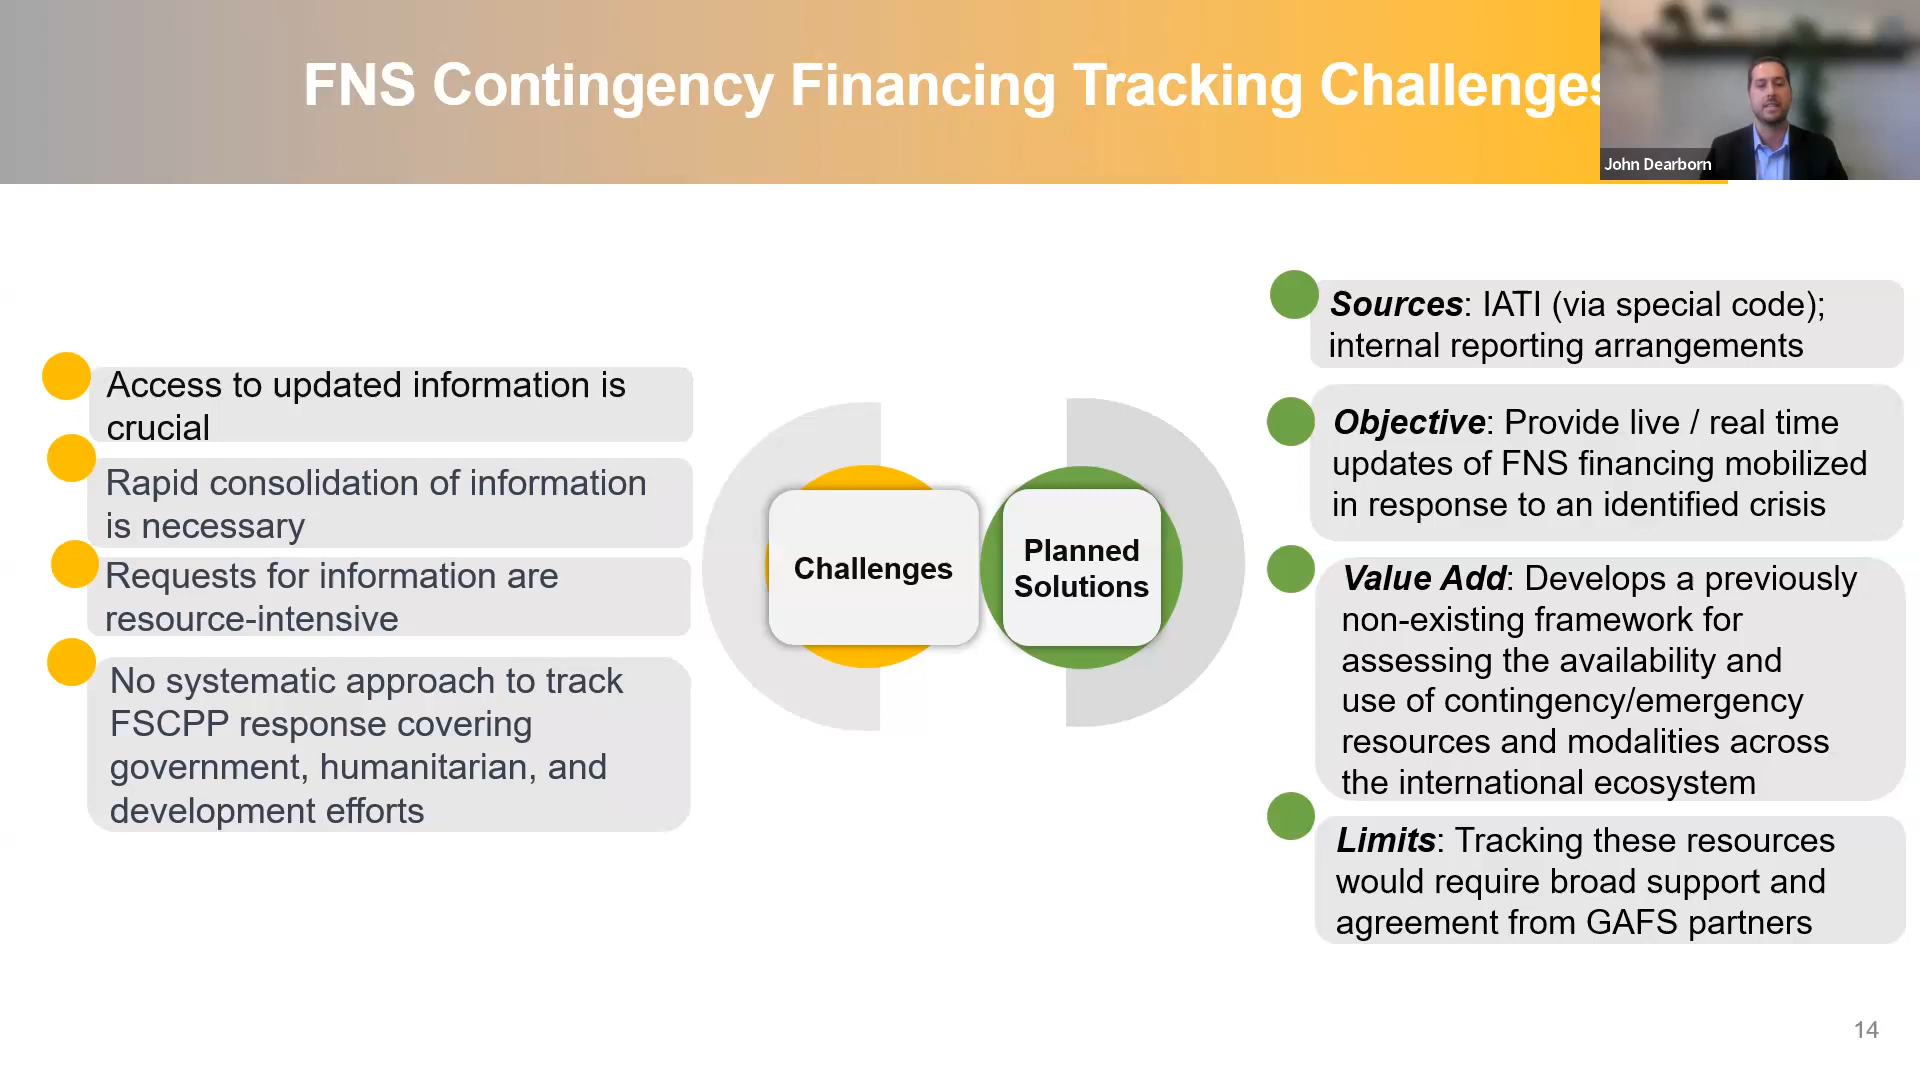 FNS Contingency Financing Tracking Challenges
John Dearborn
Access to updated information is
crucial
Rapid consolidation of information
is necessary
Requests for information are
resource-intensive
No systematic approach to track
FSCPP response covering
government, humanitarian, and
development efforts
Challenges
Planned
Solutions
Sources: IATI (via special code);
internal reporting arrangements
Objective: Provide live / real time
updates of FNS financing mobilized
in response to an identified crisis
Value Add: Develops a previously
non-existing framework for
assessing the availability and
use of contingency/emergency
resources and modalities across
the international ecosystem
Limits: Tracking these resources
would require broad support and
agreement from GAFS partners
14